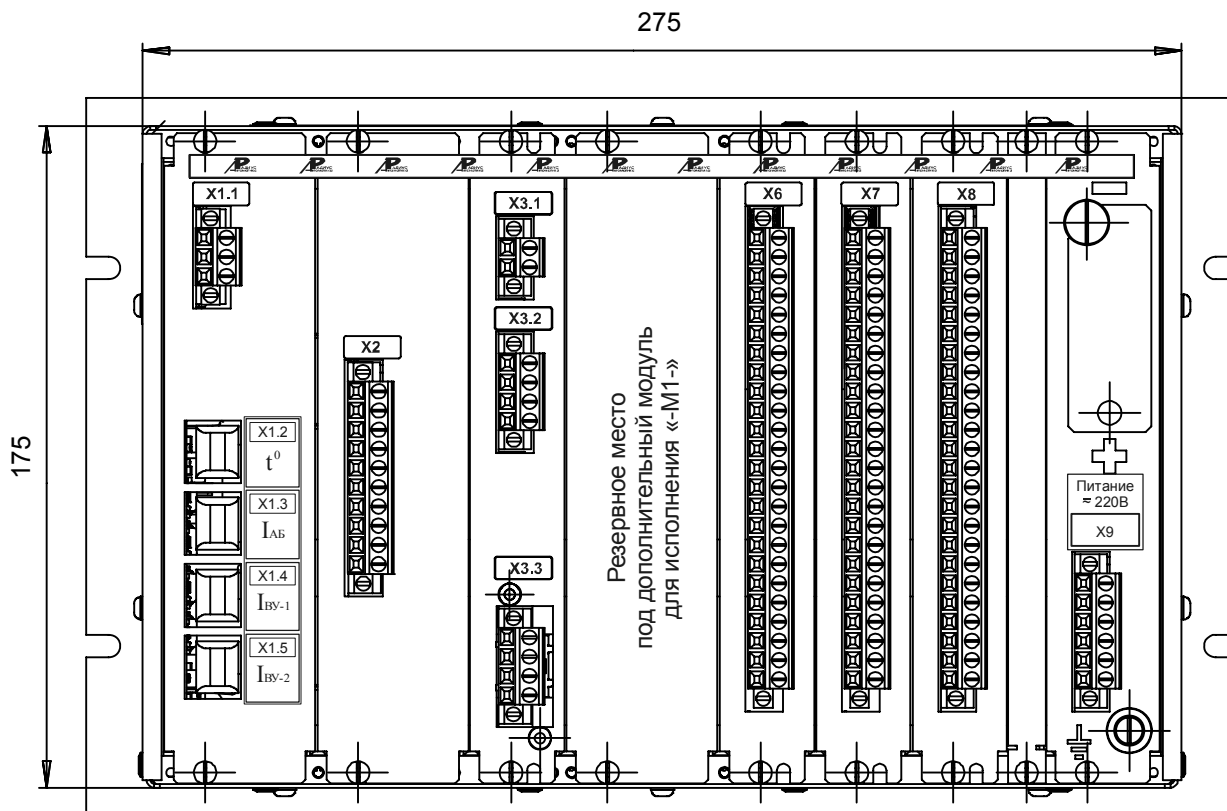 275
175
X1.1
X3.1
X6
X7
X8
X3.2
X2
Резервное место
под дополнительный модуль
для исполнения «-М1-»
X1.2
t⁰
X1.3
IАБ
X1.4
IВУ-1
X1.5
IВУ-2
X3.3
Питание
≂ 220В
X9